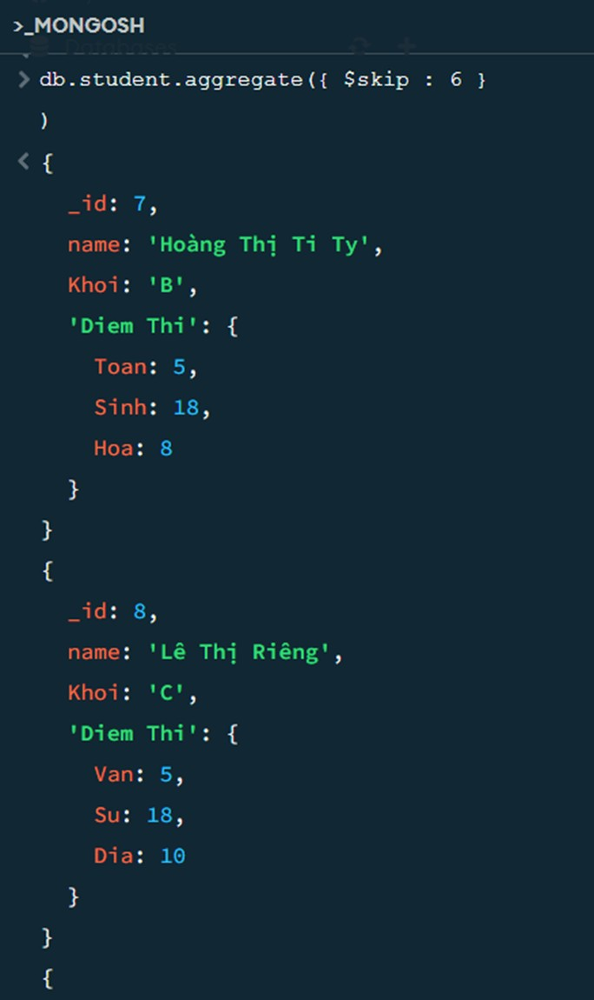 >_MONGOSH
Databases
> db.student.aggregate({ $skip : 6 }
)
< {
_id: 7,
name: 'Hoàng Thị Ti Ty',
Khoi: 'B',
'Diem Thi': {
Toan: 5,
Sinh: 18,
Hoa: 8
}
}
{
_id: 8,
name: 'Lê Thị Riêng',
Khoi: 'C',
'Diem Thi': {
Van: 5,
Su: 18,
Dia: 10
}
}
{